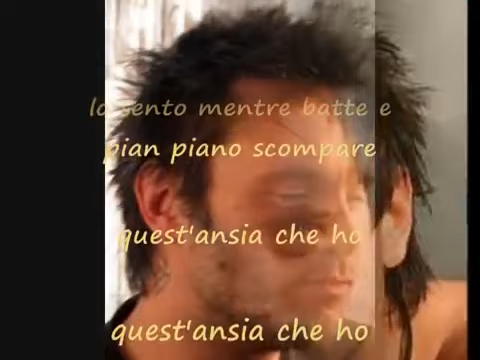 lo sento mentre batte e
pian piano scompare
quest'ansia che ho
quest'ansia che ho